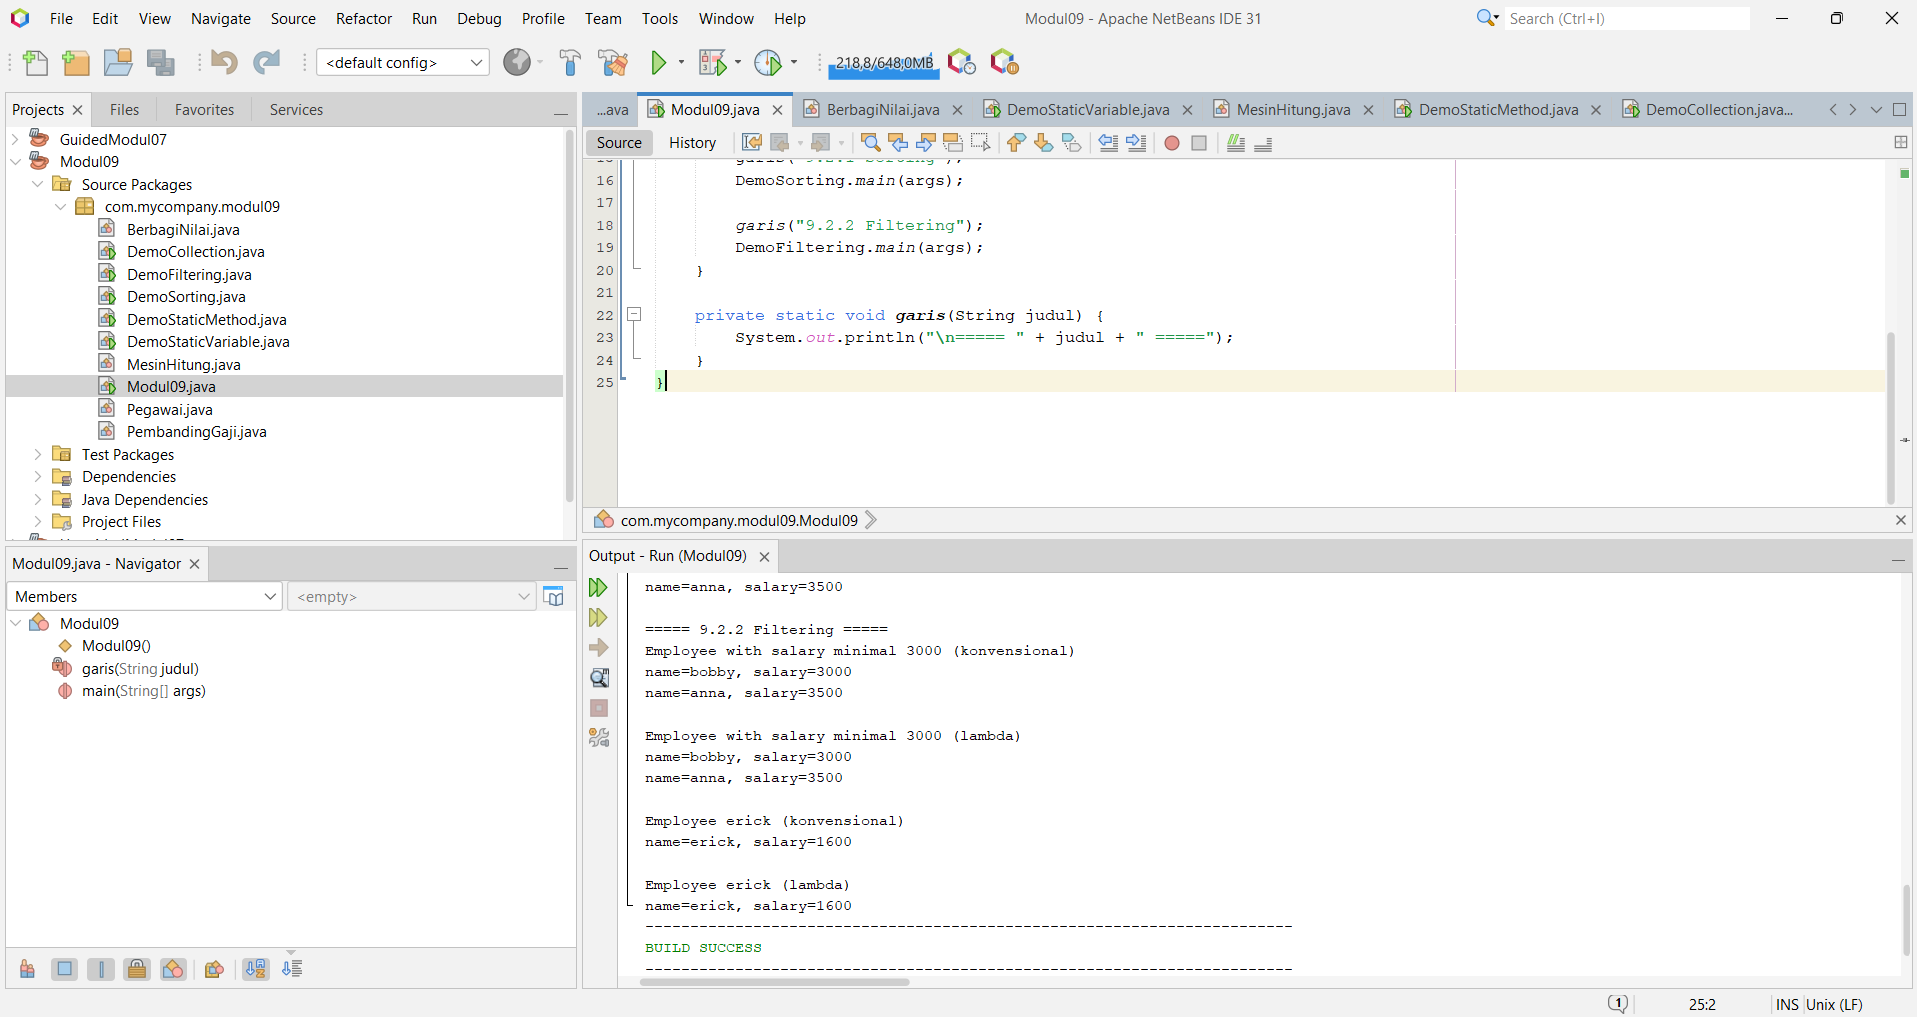 File Edit View Navigate Source Refactor Run Debug Profile Team Tools Window Help
Modul09 - Apache NetBeans IDE 31
Search (Ctrl+I)
<default config>
218,8/648,0MB
Projects Files Favorites Services
GuidedModul07
Modul09
Source Packages
com.mycompany.modul09
BerbagiNilai.java
DemoCollection.java
DemoFiltering.java
DemoSorting.java
DemoStaticMethod.java
DemoStaticVariable.java
MesinHitung.java
Modul09.java
Pegawai.java
PembandingGaji.java
Test Packages
Dependencies
Java Dependencies
Project Files
Modul09.java - Navigator
Members
<empty>
Modul09
Modul09()
garis(String judul)
main(String[] args)
...ava Modul09.java BerbagiNilai.java DemoStaticVariable.java MesinHitung.java DemoStaticMethod.java DemoCollection.java...
Source History
16 DemoSorting.main(args);
17
18 garis("9.2.2 Filtering");
19 DemoFiltering.main(args);
20 }
21
22 private static void garis(String judul) {
23 System.out.println("\n===== " + judul + " =====");
24 }
25 }
com.mycompany.modul09.Modul09
Output - Run (Modul09)
name=anna, salary=3500
===== 9.2.2 Filtering =====
Employee with salary minimal 3000 (konvensional)
name=bobby, salary=3000
name=anna, salary=3500
Employee with salary minimal 3000 (lambda)
name=bobby, salary=3000
name=anna, salary=3500
Employee erick (konvensional)
name=erick, salary=1600
Employee erick (lambda)
name=erick, salary=1600
------------------------------------------------------------------------
BUILD SUCCESS
------------------------------------------------------------------------
1
25:2
INS
Unix (LF)